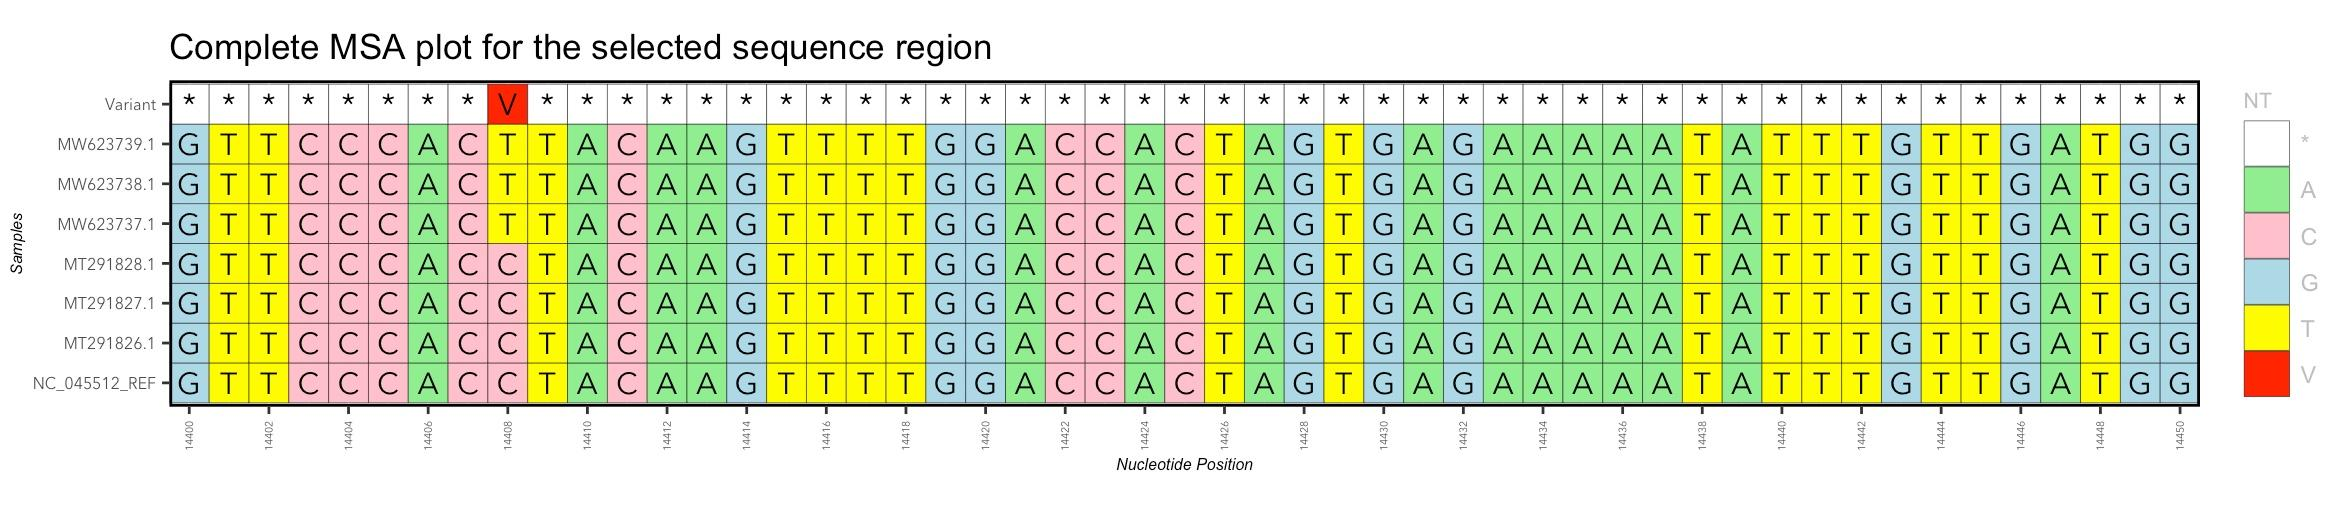 Complete MSA plot for the selected sequence region
Variant * * * * * * * * V * * * * * * * * * * * * * * * * * * * * * * * * * * * * * * * * * * * * * * * * * *
MW623739.1 G T T C C C A C T T A C A A G T T T T G G A C C A C T A G T G A G A A A A A T A T T T G T T G A T G G
MW623738.1 G T T C C C A C T T A C A A G T T T T G G A C C A C T A G T G A G A A A A A T A T T T G T T G A T G G
MW623737.1 G T T C C C A C T T A C A A G T T T T G G A C C A C T A G T G A G A A A A A T A T T T G T T G A T G G
MT291828.1 G T T C C C A C C T A C A A G T T T T G G A C C A C T A G T G A G A A A A A T A T T T G T T G A T G G
MT291827.1 G T T C C C A C C T A C A A G T T T T G G A C C A C T A G T G A G A A A A A T A T T T G T T G A T G G
MT291826.1 G T T C C C A C C T A C A A G T T T T G G A C C A C T A G T G A G A A A A A T A T T T G T T G A T G G
NC_045512_REF G T T C C C A C C T A C A A G T T T T G G A C C A C T A G T G A G A A A A A T A T T T G T T G A T G G
Samples
14400 14402 14404 14406 14408 14410 14412 14414 14416 14418 14420 14422 14424 14426 14428 14430 14432 14434 14436 14438 14440 14442 14444 14446 14448 14450
Nucleotide Position
NT
*
A
C
G
T
V